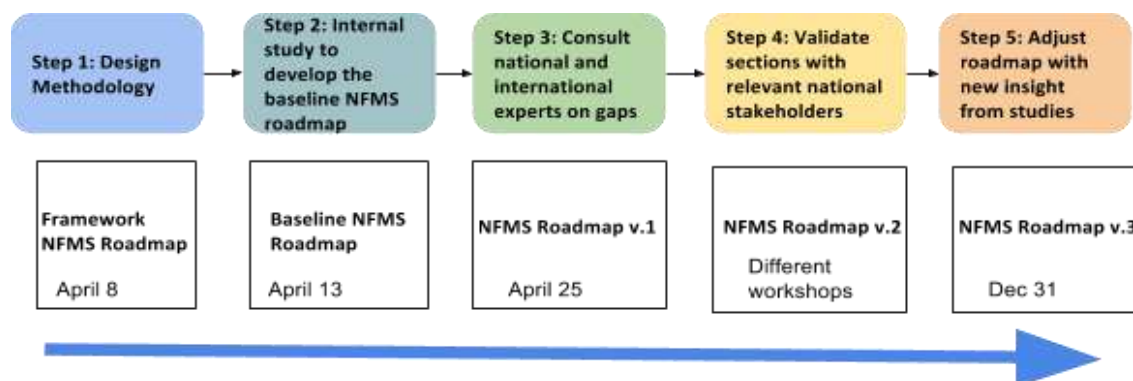 Step 1: Design
Methodology
Step 2: Internal
study to
develop the
baseline NFMS
roadmap
Step 3: Consult
national and
international
experts on gaps
Step 4: Validate
sections with
relevant national
stakeholders
Step 5: Adjust
roadmap with
new insight
from studies
Framework
NFMS Roadmap
April 8
Baseline NFMS
Roadmap
April 13
NFMS Roadmap v.1
April 25
NFMS Roadmap v.2
Different
workshops
NFMS Roadmap v.3
Dec 31